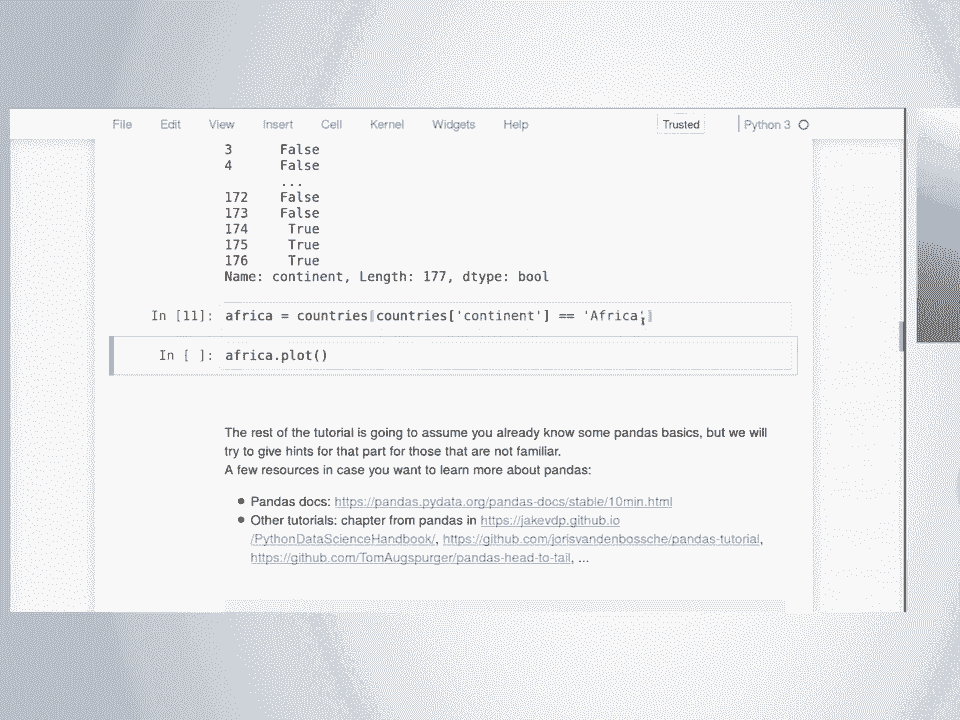 File Edit View Insert Cell Kernel Widgets Help Trusted Python 3
3 False
4 False
...
172 False
173 False
174 True
175 True
176 True
Name: continent, Length: 177, dtype: bool
In [11]: africa = countries[countries['continent'] == 'Africa']
In [ ]: africa.plot()
The rest of the tutorial is going to assume you already know some pandas basics, but we will
try to give hints for that part for those that are not familiar.
A few resources in case you want to learn more about pandas:
● Pandas docs: https://pandas.pydata.org/pandas-docs/stable/10min.html
● Other tutorials: chapter from pandas in https://jakevdp.github.io
/PythonDataScienceHandbook/, https://github.com/jorisvandenbossche/pandas-tutorial,
https://github.com/TomAugspurger/pandas-head-to-tail, ...